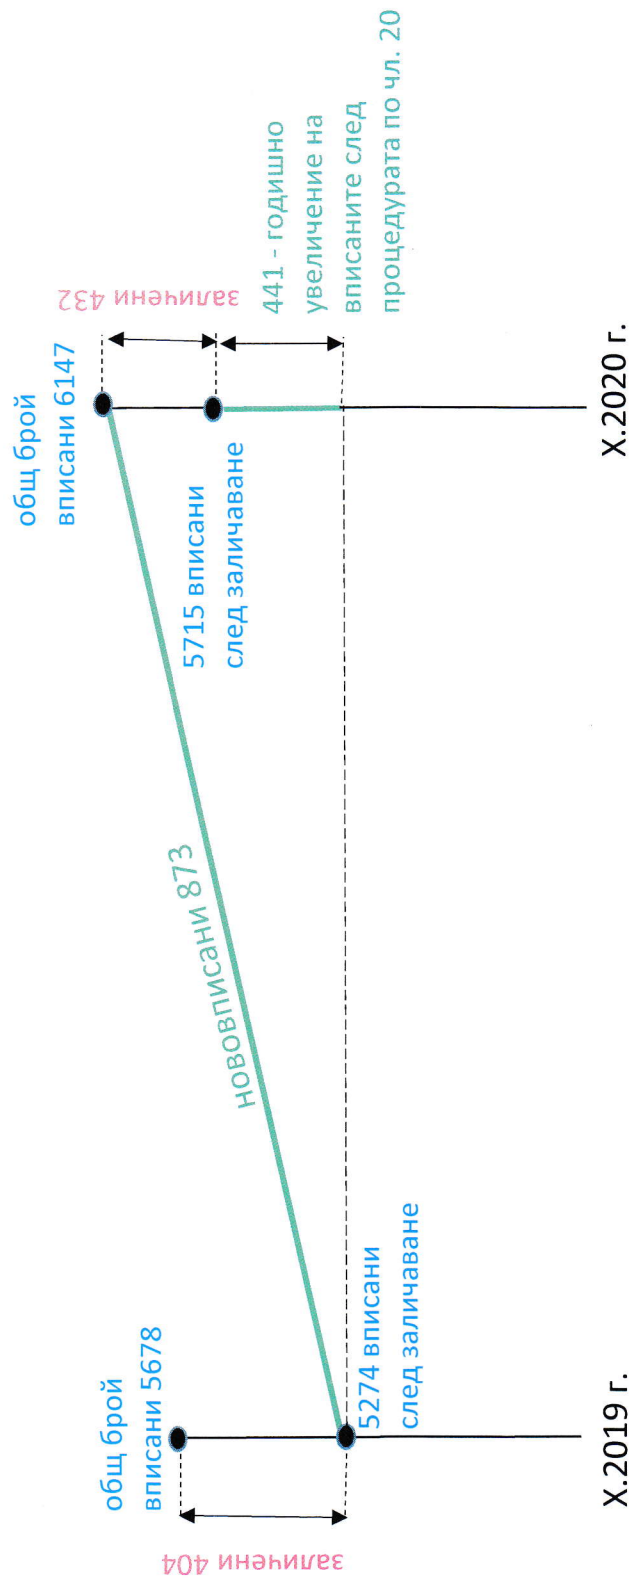 заличени 404
общ брой
вписани 5678
5274 вписани
след заличаване
Х.2019 г.
нововписани 873
общ брой
вписани 6147
5715 вписани
след заличаване
заличени 432
441 - годишно
увеличение на
вписаните след
процедурата по чл. 20
Х.2020 г.